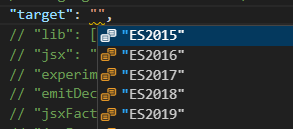 "target": "",
// "lib": [ "ES2015"
// "jsx": " "ES2016"
// "experim "ES2017"
// "emitDec "ES2018"
// "jsxFact "ES2019"